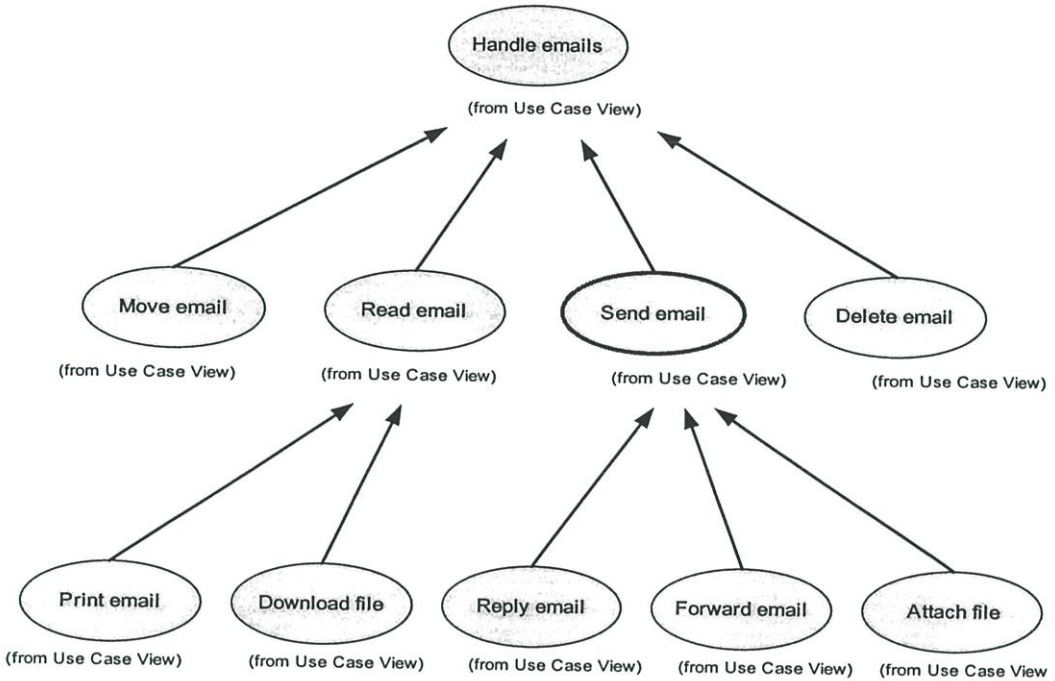 Handle emails
(from Use Case View)
Move email
Read email
Send email
Delete email
(from Use Case View)
(from Use Case View)
(from Use Case View)
(from Use Case View)
Print email
Download file
Reply email
Forward email
Attach file
(from Use Case View)
(from Use Case View)
(from Use Case View)
(from Use Case View)
(from Use Case View